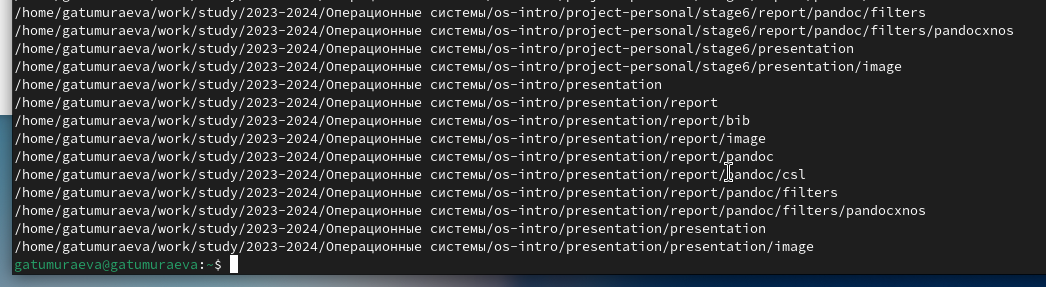 /home/gatumuraeva/work/study/2023-2024/Операционные системы/os-intro/project-personal/stage6/report/pandoc/filters
/home/gatumuraeva/work/study/2023-2024/Операционные системы/os-intro/project-personal/stage6/report/pandoc/filters/pandocxnos
/home/gatumuraeva/work/study/2023-2024/Операционные системы/os-intro/project-personal/stage6/presentation
/home/gatumuraeva/work/study/2023-2024/Операционные системы/os-intro/project-personal/stage6/presentation/image
/home/gatumuraeva/work/study/2023-2024/Операционные системы/os-intro/presentation
/home/gatumuraeva/work/study/2023-2024/Операционные системы/os-intro/presentation/report
/home/gatumuraeva/work/study/2023-2024/Операционные системы/os-intro/presentation/report/bib
/home/gatumuraeva/work/study/2023-2024/Операционные системы/os-intro/presentation/report/image
/home/gatumuraeva/work/study/2023-2024/Операционные системы/os-intro/presentation/report/pandoc
/home/gatumuraeva/work/study/2023-2024/Операционные системы/os-intro/presentation/report/pandoc/csl
/home/gatumuraeva/work/study/2023-2024/Операционные системы/os-intro/presentation/report/pandoc/filters
/home/gatumuraeva/work/study/2023-2024/Операционные системы/os-intro/presentation/report/pandoc/filters/pandocxnos
/home/gatumuraeva/work/study/2023-2024/Операционные системы/os-intro/presentation/presentation
/home/gatumuraeva/work/study/2023-2024/Операционные системы/os-intro/presentation/presentation/image
gatumuraeva@gatumuraeva:~$